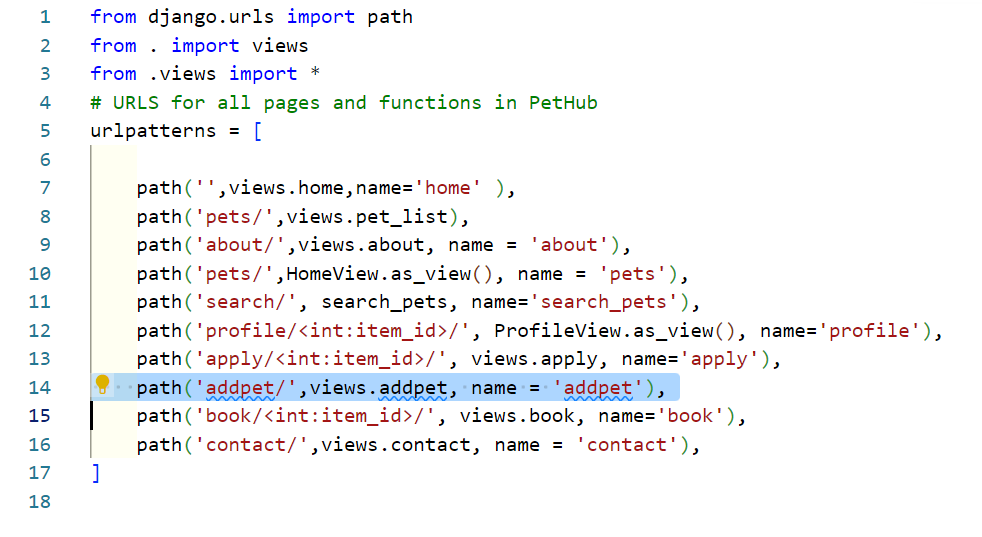 1 from django.urls import path
2 from . import views
3 from .views import *
4 # URLS for all pages and functions in PetHub
5 urlpatterns = [
6
7     path('',views.home,name='home' ),
8     path('pets/',views.pet_list),
9     path('about/',views.about, name = 'about'),
10     path('pets/',HomeView.as_view(), name = 'pets'),
11     path('search/', search_pets, name='search_pets'),
12     path('profile/<int:item_id>/', ProfileView.as_view(), name='profile'),
13     path('apply/<int:item_id>/', views.apply, name='apply'),
14     path('addpet/',views.addpet, name = 'addpet'),
15     path('book/<int:item_id>/', views.book, name='book'),
16     path('contact/',views.contact, name = 'contact'),
17 ]
18